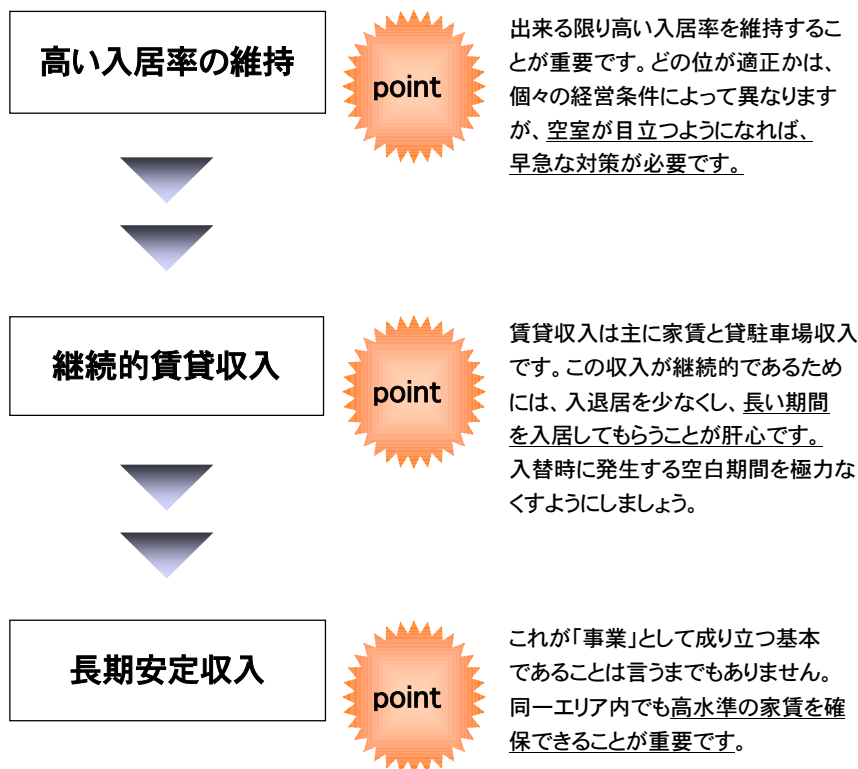 高い入居率の維持
point
出来る限り高い入居率を維持するこ
とが重要です。どの位が適正かは、
個々の経営条件によって異なります
が、空室が目立つようになれば、
早急な対策が必要です。
継続的賃貸収入
point
賃貸収入は主に家賃と貸駐車場収入
です。この収入が継続的であるため
には、入退居を少なくし、長い期間
を入居してもらうことが肝心です。
入替時に発生する空白期間を極力な
くすようにしましょう。
長期安定収入
point
これが「事業」として成り立つ基本
であることは言うまでもありません。
同一エリア内でも高水準の家賃を確
保できることが重要です。